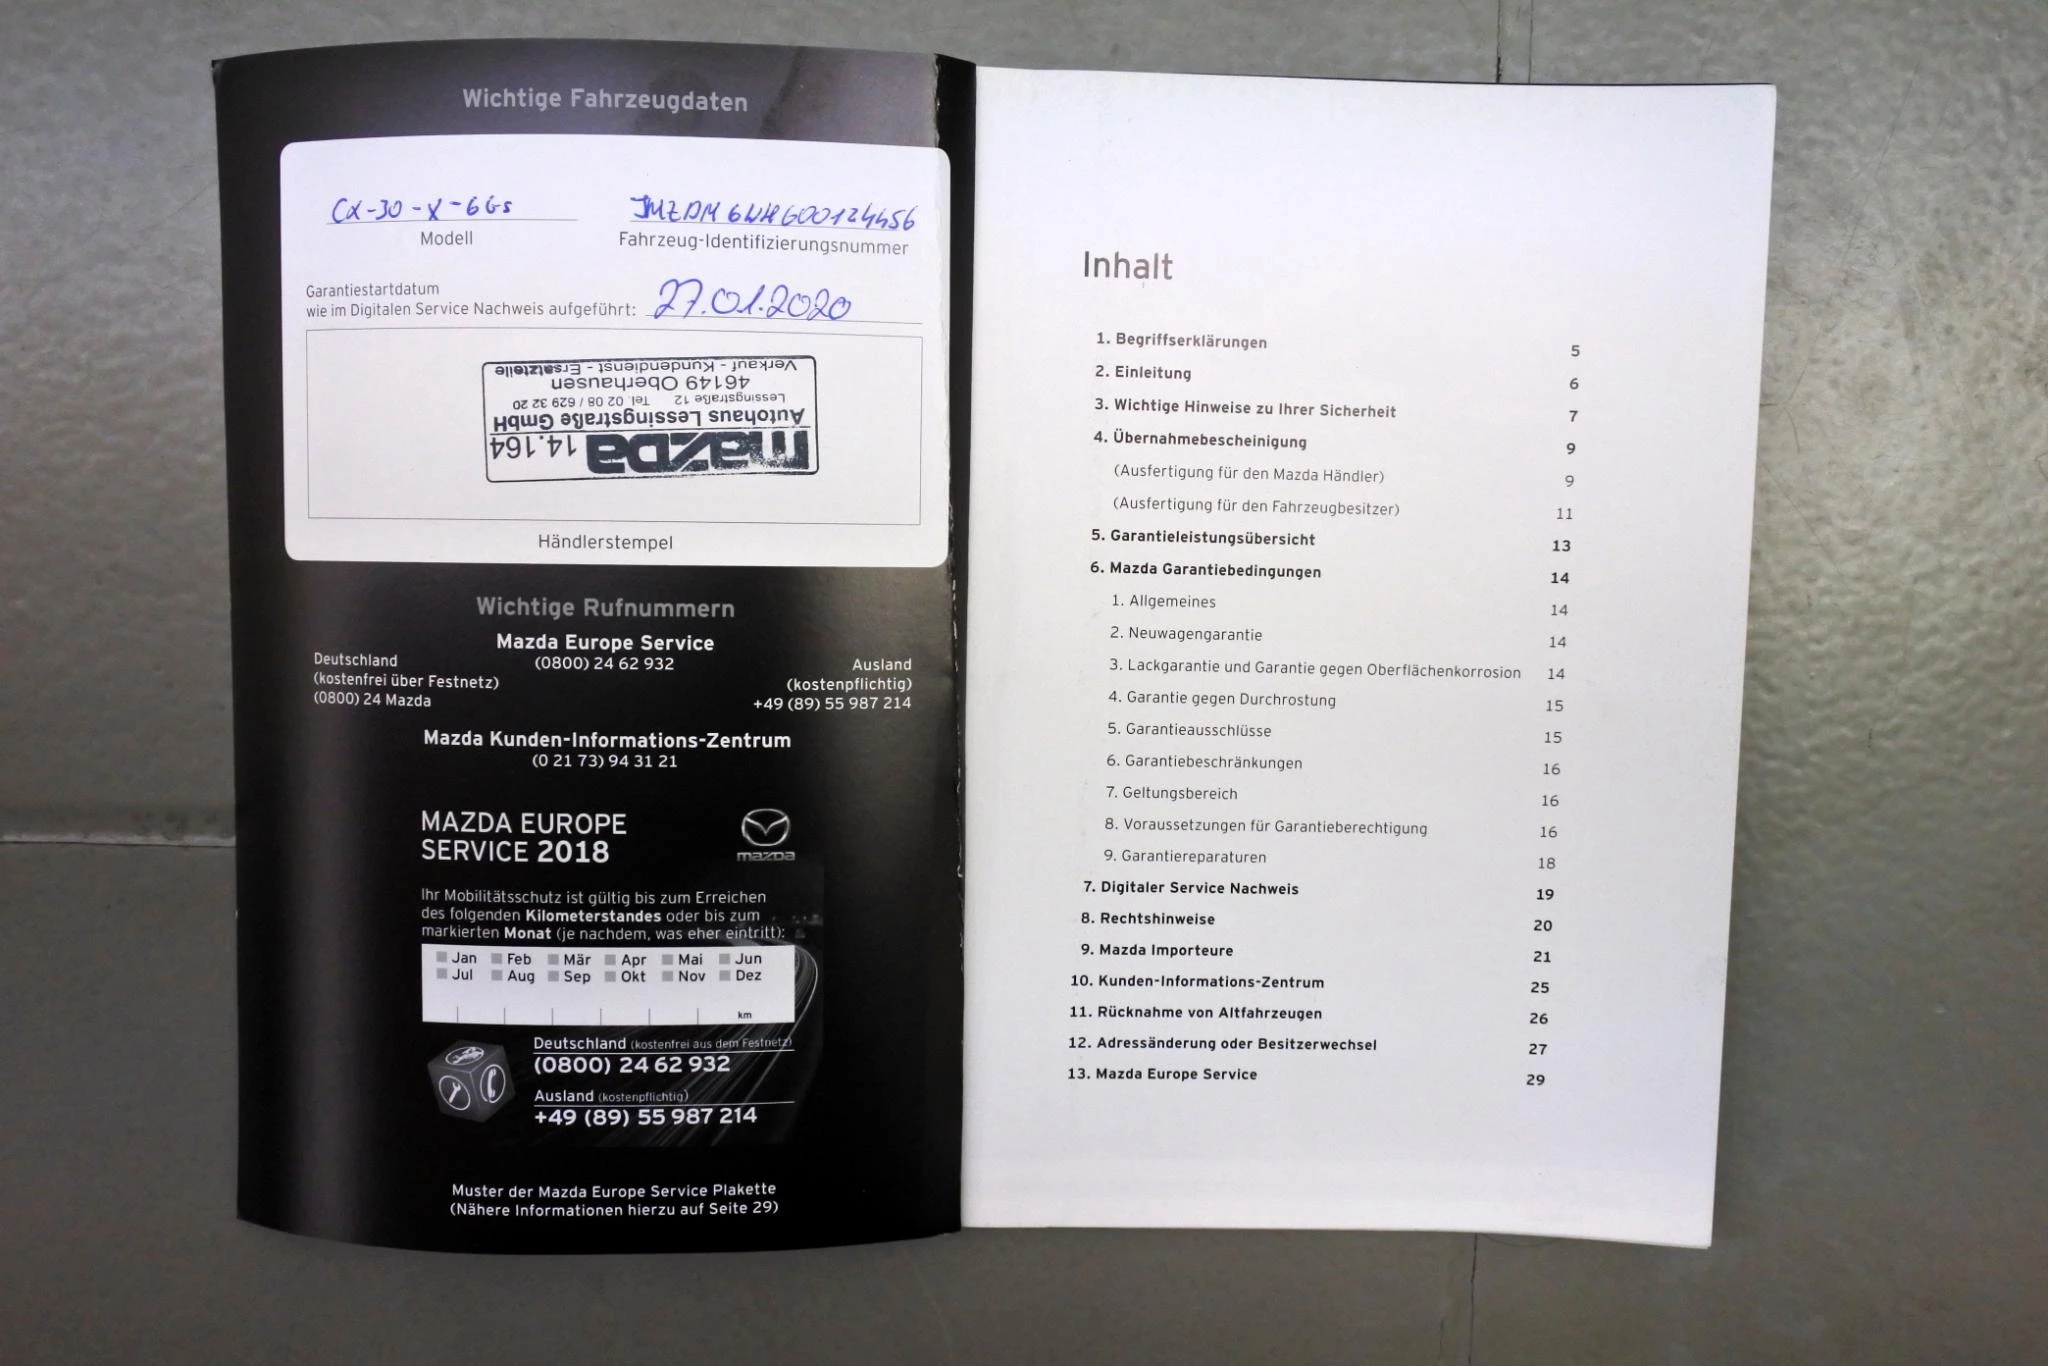 Wichtige Fahrzeugdaten
CX-30-X-6Gs
Modell
JMZDM6WH600124456
Fahrzeug-Identifizierungsnummer
Garantiestartdatum
wie im Digitalen Service Nachweis aufgeführt: 27.01.2020
mazda 14.164
Autohaus Lessingstraße GmbH
Lessingstraße 12 Tel. 02 08 / 629 32 20
46149 Oberhausen
Verkauf - Kundendienst - Ersatzteile
Händlerstempel
Wichtige Rufnummern
Mazda Europe Service
(0800) 24 62 932
Deutschland
(kostenfrei über Festnetz)
(0800) 24 Mazda
Ausland
(kostenpflichtig)
+49 (89) 55 987 214
Mazda Kunden-Informations-Zentrum
(0 21 73) 94 31 21
MAZDA EUROPE
SERVICE 2018
mazda
Ihr Mobilitätsschutz ist gültig bis zum Erreichen
des folgenden Kilometerstandes oder bis zum
markierten Monat (je nachdem, was eher eintritt):
Jan Feb Mär Apr Mai Jun
Jul Aug Sep Okt Nov Dez
km
Deutschland (kostenfrei aus dem Festnetz)
(0800) 24 62 932
Ausland (kostenpflichtig)
+49 (89) 55 987 214
Muster der Mazda Europe Service Plakette
(Nähere Informationen hierzu auf Seite 29)
Inhalt
1. Begriffserklärungen 5
2. Einleitung 6
3. Wichtige Hinweise zu Ihrer Sicherheit 7
4. Übernahmebescheinigung 9
(Ausfertigung für den Mazda Händler) 9
(Ausfertigung für den Fahrzeugbesitzer) 11
5. Garantieleistungsübersicht 13
6. Mazda Garantiebedingungen 14
1. Allgemeines 14
2. Neuwagengarantie 14
3. Lackgarantie und Garantie gegen Oberflächenkorrosion 14
4. Garantie gegen Durchrostung 15
5. Garantieausschlüsse 15
6. Garantiebeschränkungen 16
7. Geltungsbereich 16
8. Voraussetzungen für Garantieberechtigung 16
9. Garantiereparaturen 18
7. Digitaler Service Nachweis 19
8. Rechtshinweise 20
9. Mazda Importeure 21
10. Kunden-Informations-Zentrum 25
11. Rücknahme von Altfahrzeugen 26
12. Adressänderung oder Besitzerwechsel 27
13. Mazda Europe Service 29